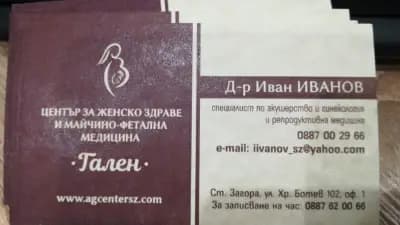 ЦЕНТЪР ЗА ЖЕНСКО ЗДРАВЕ
И МАЙЧИНО-ФЕТАЛНА
МЕДИЦИНА
·Гален·
www.agcentersz.com
Д-р Иван ИВАНОВ
специалист по акушерство и гинекология
и репродуктивна медицина
0887 00 29 66
e-mail: iivanov_sz@yahoo.com
Ст. Загора, ул. Хр. Ботев 102, оф. 1
За записване на час: 0887 62 00 66